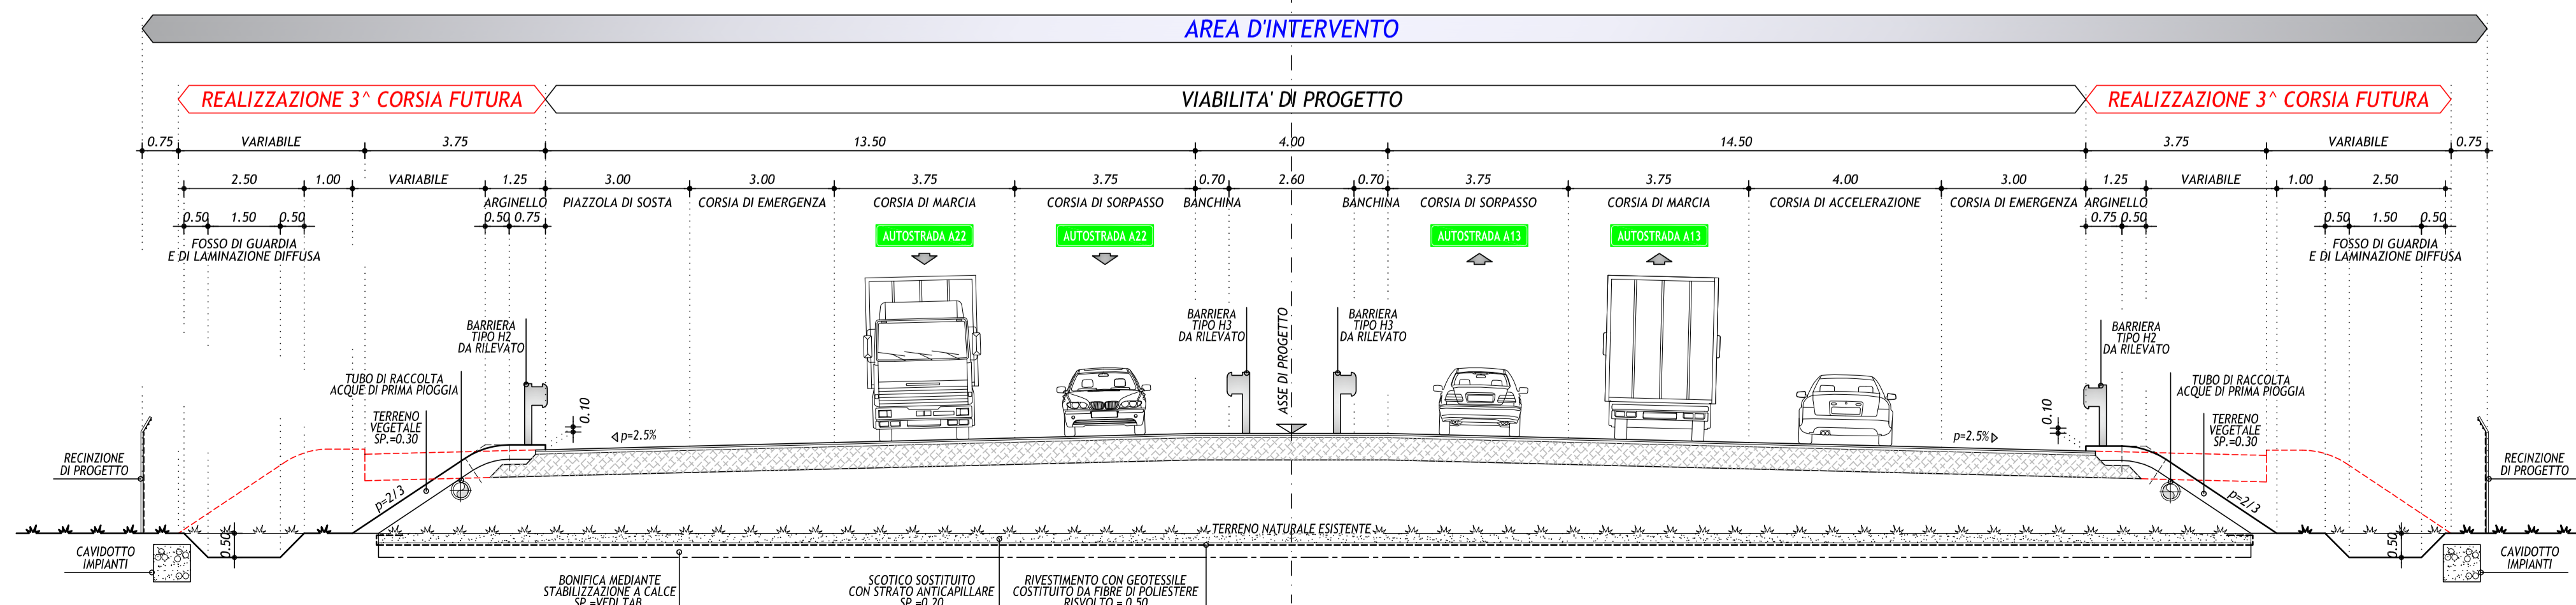 AREA D'INTERVENTO
REALIZZAZIONE 3^ CORSIA FUTURA
VIABILITA' DI PROGETTO
REALIZZAZIONE 3^ CORSIA FUTURA
0.75 VARIABILE 3.75 13.50 4.00 14.50 3.75 VARIABILE 0.75
2.50 1.00 VARIABILE 1.25 3.00 3.00 3.75 3.75 0.70 2.60 0.70 3.75 3.75 4.00 3.00 1.25 VARIABILE 1.00 2.50
ARGINELLO PIAZZOLA DI SOSTA CORSIA DI EMERGENZA CORSIA DI MARCIA CORSIA DI SORPASSO BANCHINA BANCHINA CORSIA DI SORPASSO CORSIA DI MARCIA CORSIA DI ACCELERAZIONE CORSIA DI EMERGENZA ARGINELLO
0.50 1.50 0.50 0.50 0.75 0.75 0.50 0.50 1.50 0.50
AUTOSTRADA A22 AUTOSTRADA A22 AUTOSTRADA A13 AUTOSTRADA A13
FOSSO DI GUARDIA
E DI LAMINAZIONE DIFFUSA
FOSSO DI GUARDIA
E DI LAMINAZIONE DIFFUSA
BARRIERA
TIPO H2
DA RILEVATO
BARRIERA
TIPO H3
DA RILEVATO
ASSE DI PROGETTO
BARRIERA
TIPO H3
DA RILEVATO
BARRIERA
TIPO H2
DA RILEVATO
TUBO DI RACCOLTA
ACQUE DI PRIMA PIOGGIA
TERRENO
VEGETALE
SP.=0.30
0.10
p=2.5%
p=2.5%
0.10
TUBO DI RACCOLTA
ACQUE DI PRIMA PIOGGIA
TERRENO
VEGETALE
SP.=0.30
RECINZIONE
DI PROGETTO
p=2/3
p=2/3
RECINZIONE
DI PROGETTO
TERRENO NATURALE ESISTENTE
0.50
0.50
CAVIDOTTO
IMPIANTI
CAVIDOTTO
IMPIANTI
BONIFICA MEDIANTE
STABILIZZAZIONE A CALCE
SP.=VEDI TAB.
SCOTICO SOSTITUITO
CON STRATO ANTICAPILLARE
SP.=0.20
RIVESTIMENTO CON GEOTESSILE
COSTITUITO DA FIBRE DI POLIESTERE
RISVOLTO = 0.50